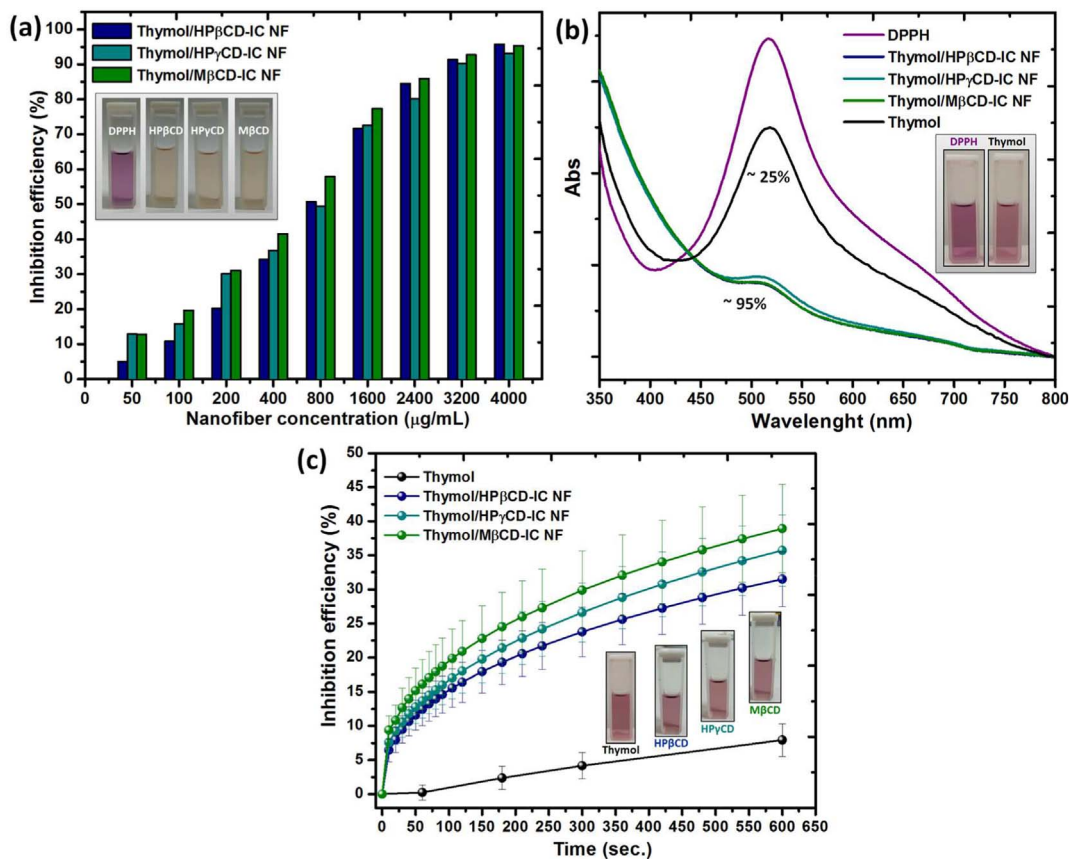 (a)
Thymol/HPβCD-IC NF
Thymol/HPγCD-IC NF
Thymol/MβCD-IC NF
DPPH HPβCD HPγCD MβCD
Inhibition efficiency (%)
100
90
80
70
60
50
40
30
20
10
0
0 50 100 200 400 800 1600 2400 3200 4000
Nanofiber concentration (μg/mL)
(b)
DPPH
Thymol/HPβCD-IC NF
Thymol/HPγCD-IC NF
Thymol/MβCD-IC NF
Thymol
DPPH Thymol
~ 25%
~ 95%
Abs
350 400 450 500 550 600 650 700 750 800
Wavelenght (nm)
(c)
Thymol
Thymol/HPβCD-IC NF
Thymol/HPγCD-IC NF
Thymol/MβCD-IC NF
Inhibition efficiency (%)
50
45
40
35
30
25
20
15
10
5
0
MβCD
HPγCD
HPβCD
Thymol
0 50 100 150 200 250 300 350 400 450 500 550 600 650
Time (sec.)